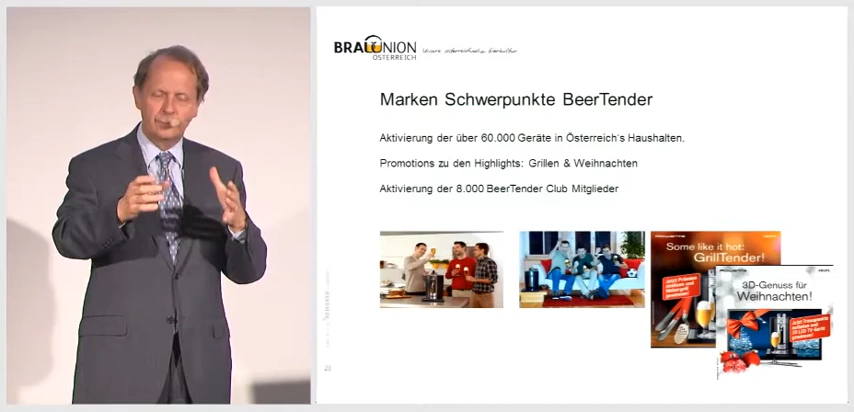 BRAU UNION
ÖSTERREICH
Marken Schwerpunkte BeerTender
Aktivierung der über 60.000 Geräte in Österreich's Haushalten.
Promotions zu den Highlights: Grillen & Weihnachten
Aktivierung der 8.000 BeerTender Club Mitglieder
Some like it hot:
GrillTender!
3D-Genuss für
Weihnachten!